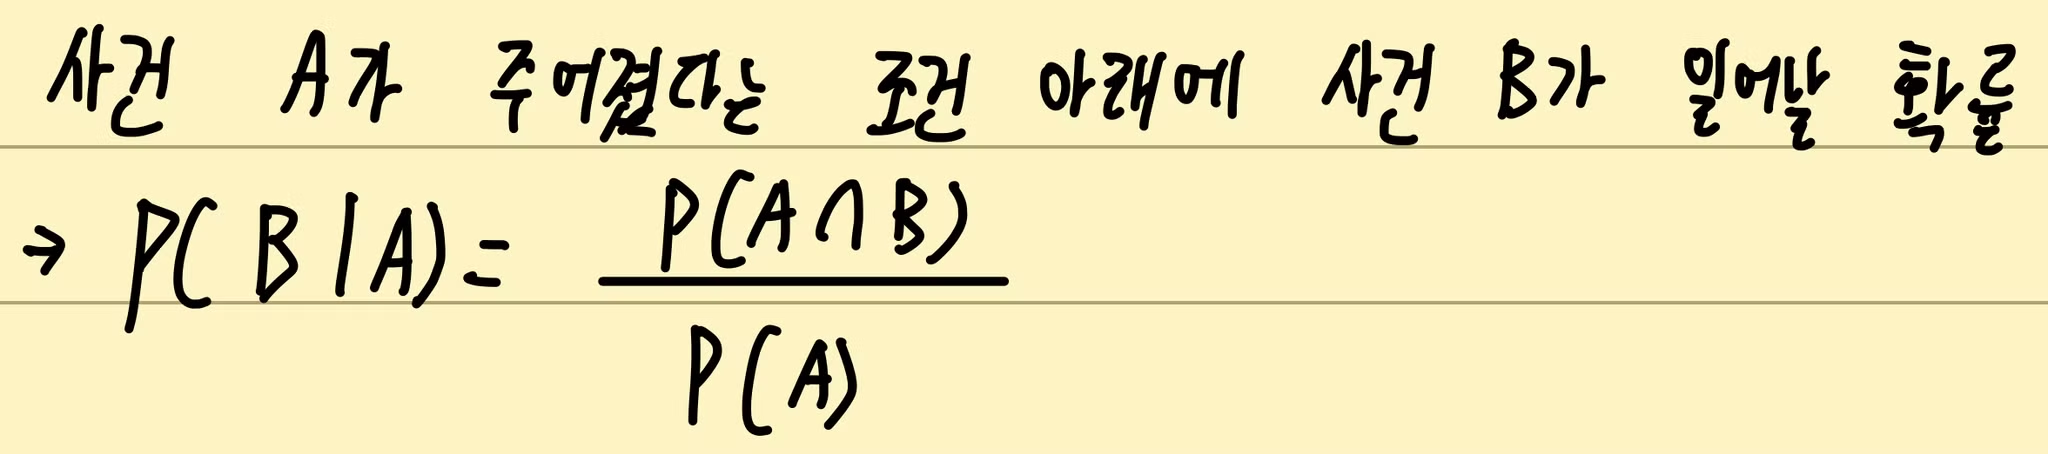 사건 A가 주어졌다는 조건 아래에 사건 B가 일어날 확률
→ P(B|A) = P(A∩B) / P(A)